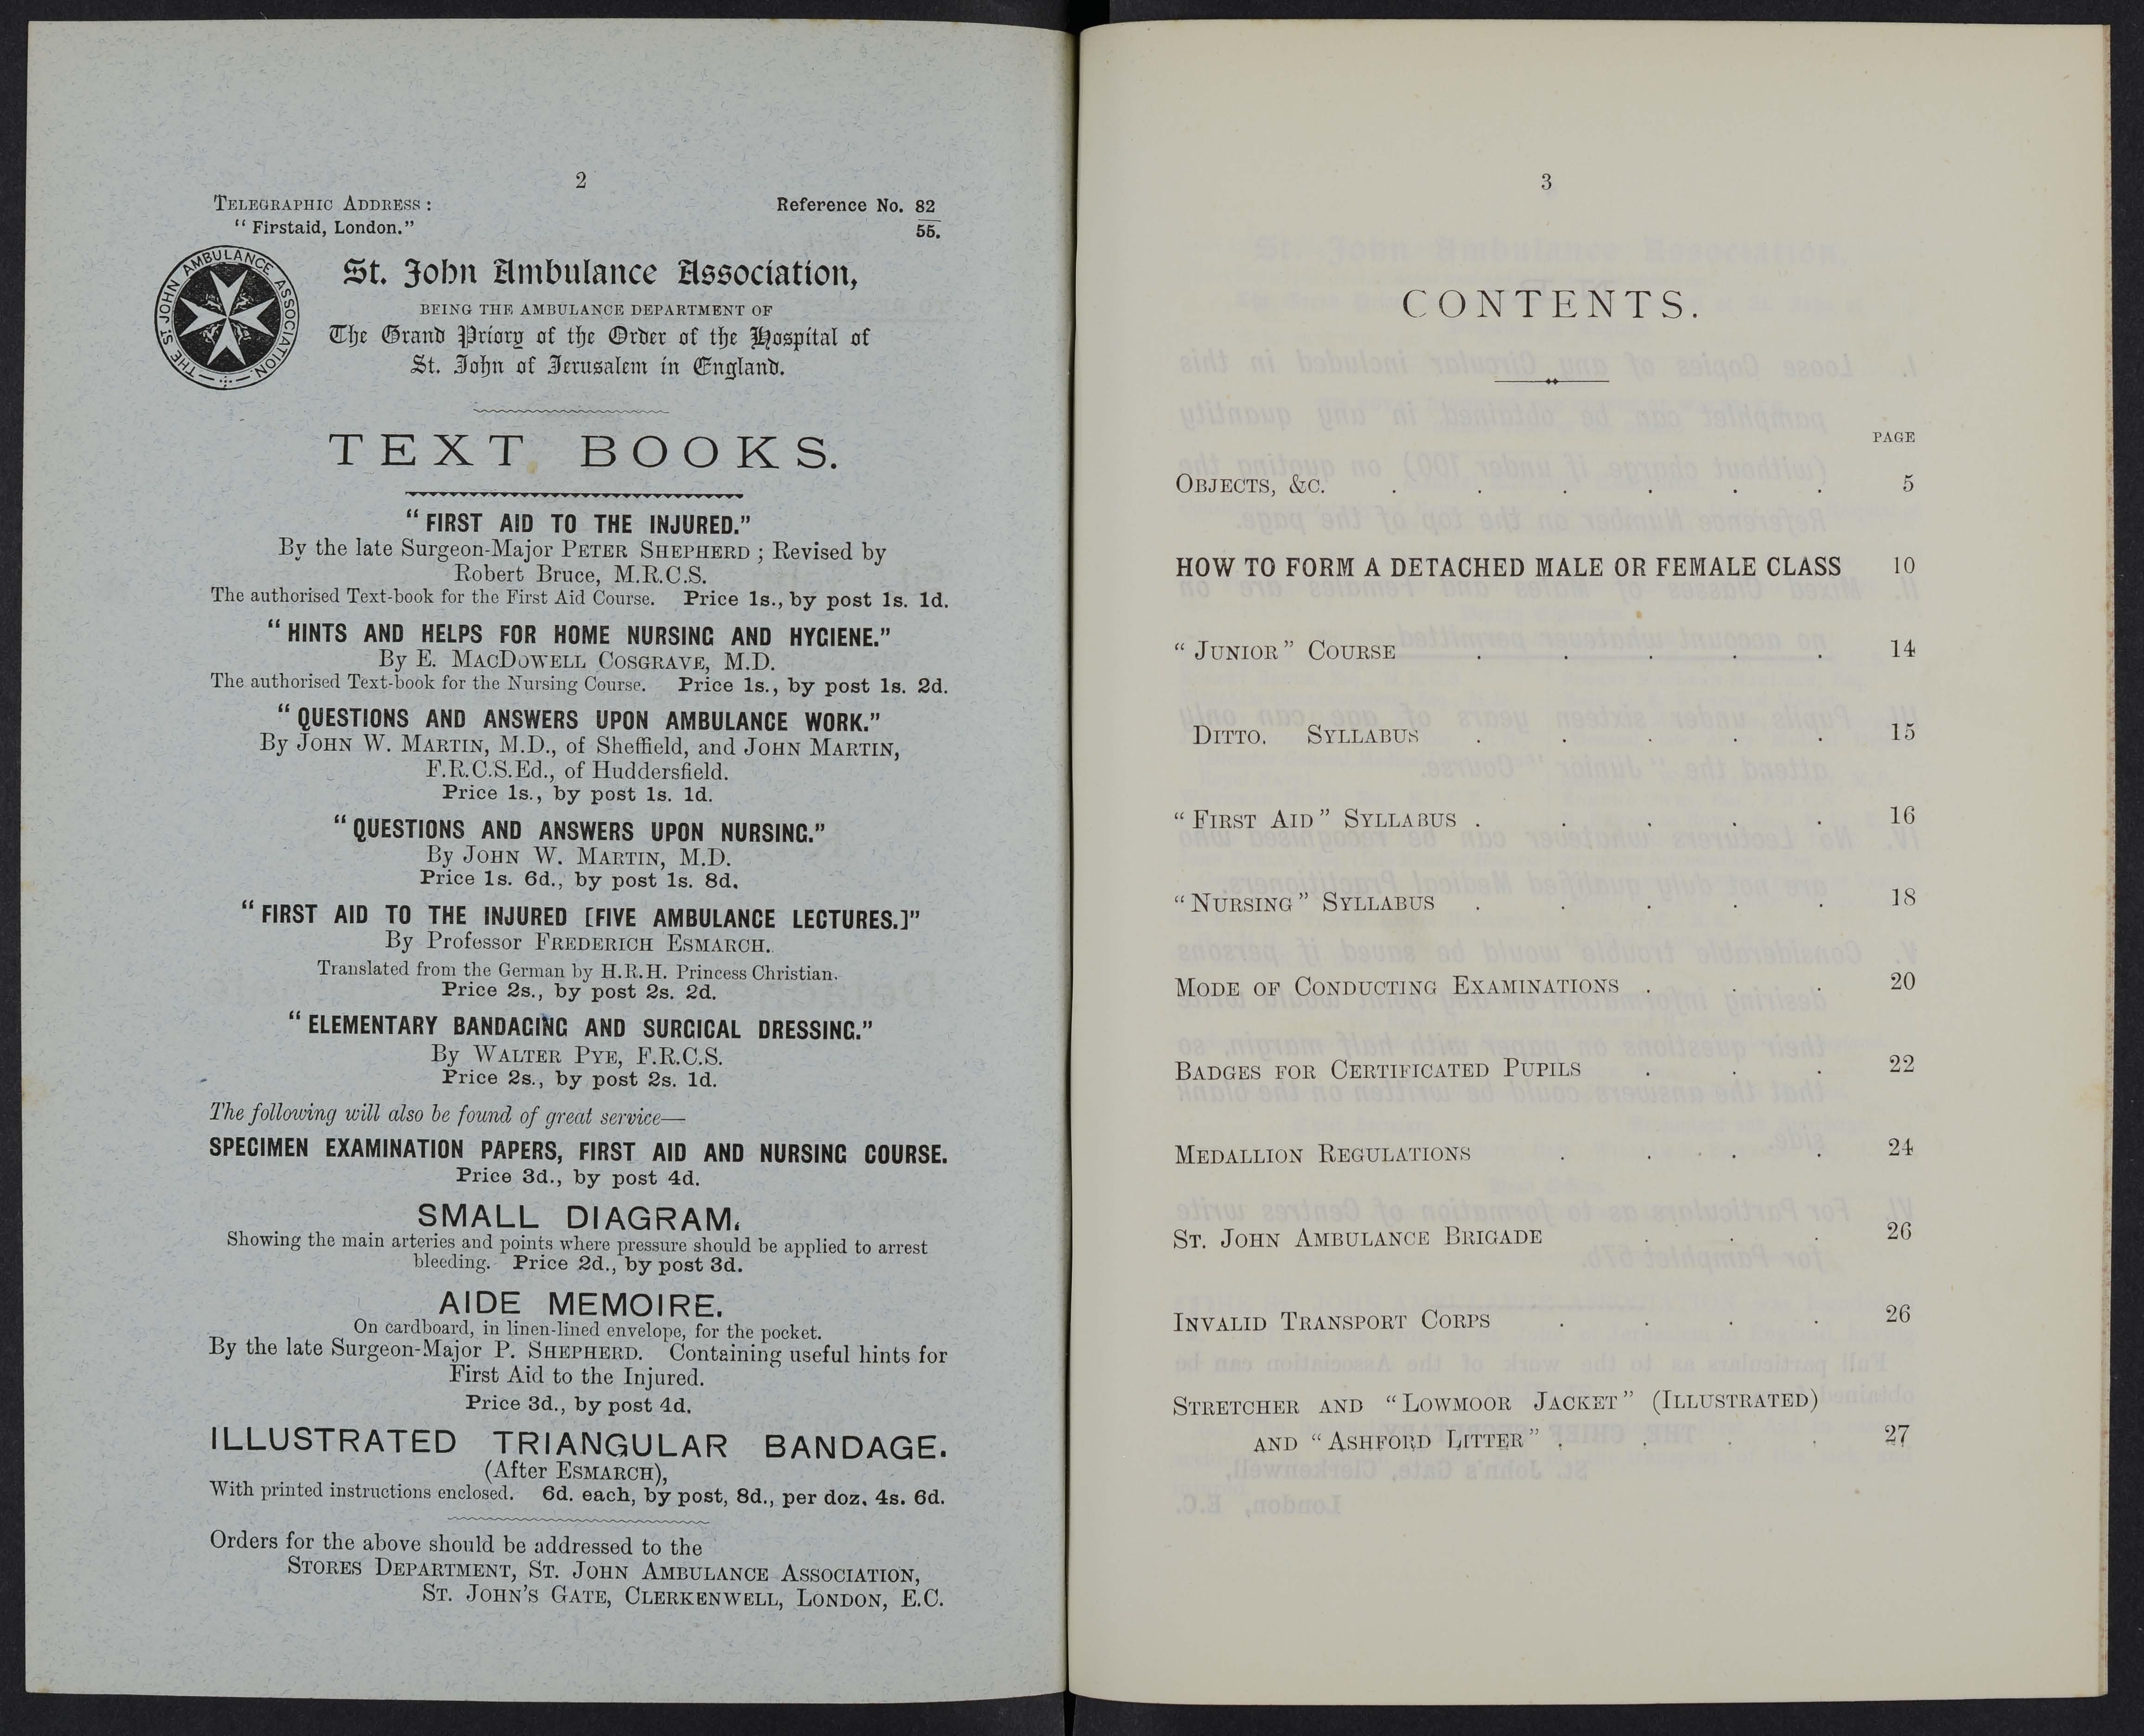 2
TELEGRAPHIC ADDRESS :
“ Firstaid, London.”
Reference No. 82
55.
THE ST JOHN AMBULANCE ASSOCIATION
St. John Ambulance Association,
BEING THE AMBULANCE DEPARTMENT OF
The Grand Priory of the Order of the Hospital of
St. John of Jerusalem in England.
TEXT BOOKS.
“ FIRST AID TO THE INJURED.”
By the late Surgeon-Major PETER SHEPHERD ; Revised by
Robert Bruce, M.R.C.S.
The authorised Text-book for the First Aid Course. Price 1s., by post 1s. 1d.
“ HINTS AND HELPS FOR HOME NURSING AND HYGIENE.”
By E. MACDOWELL COSGRAVE, M.D.
The authorised Text-book for the Nursing Course. Price 1s., by post 1s. 2d.
“ QUESTIONS AND ANSWERS UPON AMBULANCE WORK.”
By JOHN W. MARTIN, M.D., of Sheffield, and JOHN MARTIN,
F.R.C.S.Ed., of Huddersfield.
Price 1s., by post 1s. 1d.
“ QUESTIONS AND ANSWERS UPON NURSING.”
By JOHN W. MARTIN, M.D.
Price 1s. 6d., by post 1s. 8d.
“ FIRST AID TO THE INJURED [FIVE AMBULANCE LECTURES.]”
By Professor FREDERICH ESMARCH.
Translated from the German by H.R.H. Princess Christian.
Price 2s., by post 2s. 2d.
“ ELEMENTARY BANDAGING AND SURGICAL DRESSING.”
By WALTER PYE, F.R.C.S.
Price 2s., by post 2s. 1d.
The following will also be found of great service—
SPECIMEN EXAMINATION PAPERS, FIRST AID AND NURSING COURSE.
Price 3d., by post 4d.
SMALL DIAGRAM.
Showing the main arteries and points where pressure should be applied to arrest
bleeding. Price 2d., by post 3d.
AIDE MEMOIRE.
On cardboard, in linen-lined envelope, for the pocket.
By the late Surgeon-Major P. SHEPHERD. Containing useful hints for
First Aid to the Injured.
Price 3d., by post 4d.
ILLUSTRATED TRIANGULAR BANDAGE.
(After ESMARCH),
With printed instructions enclosed. 6d. each, by post, 8d., per doz. 4s. 6d.
Orders for the above should be addressed to the
STORES DEPARTMENT, ST. JOHN AMBULANCE ASSOCIATION,
ST. JOHN'S GATE, CLERKENWELL, LONDON, E.C.
3
CONTENTS.
PAGE
OBJECTS, &C. . . . . . . 5
HOW TO FORM A DETACHED MALE OR FEMALE CLASS 10
“ JUNIOR ” COURSE . . . . . 14
DITTO. SYLLABUS . . . . . 15
“ FIRST AID ” SYLLABUS . . . . . 16
“ NURSING ” SYLLABUS . . . . . 18
MODE OF CONDUCTING EXAMINATIONS . . . 20
BADGES FOR CERTIFICATED PUPILS . . . 22
MEDALLION REGULATIONS . . . . 24
ST. JOHN AMBULANCE BRIGADE . . . 26
INVALID TRANSPORT CORPS . . . . 26
STRETCHER AND “ LOWMOOR JACKET ” (ILLUSTRATED)
AND “ ASHFORD LITTER ” . . . . 27